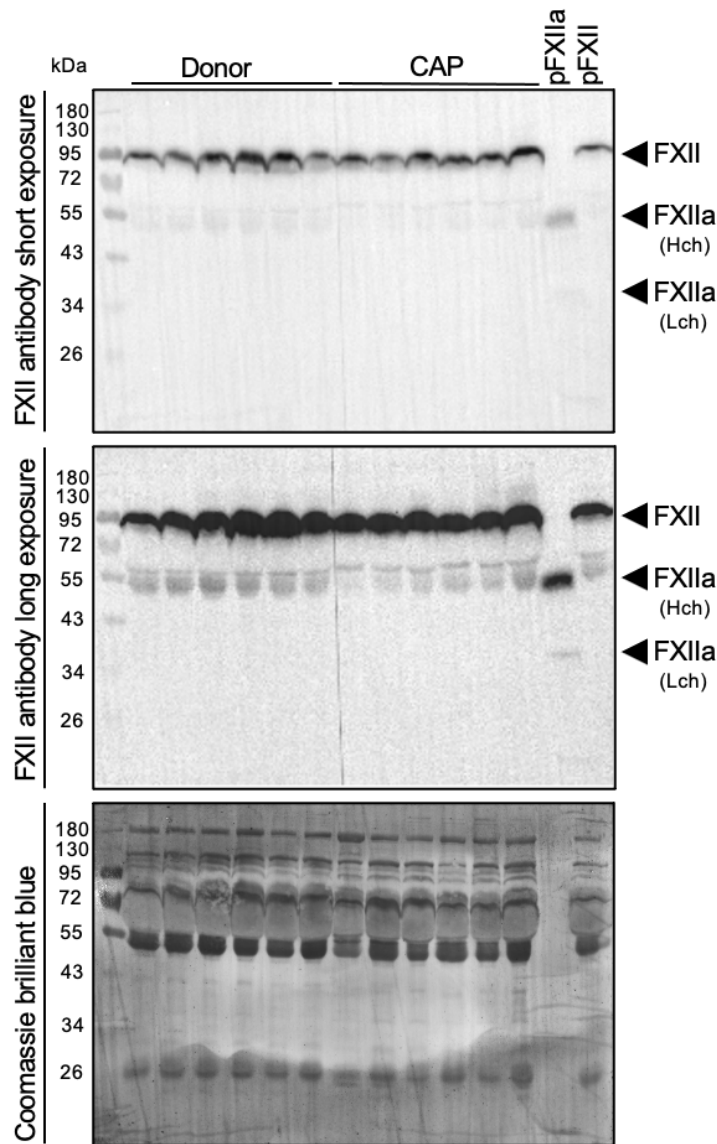 kDa
Donor
CAP
pFXIIa
pFXII
FXII antibody short exposure
180
130
95
72
55
43
34
26
FXII
FXIIa
(Hch)
FXIIa
(Lch)
FXII antibody long exposure
180
130
95
72
55
43
34
26
FXII
FXIIa
(Hch)
FXIIa
(Lch)
Coomassie brilliant blue
180
130
95
72
55
43
34
26